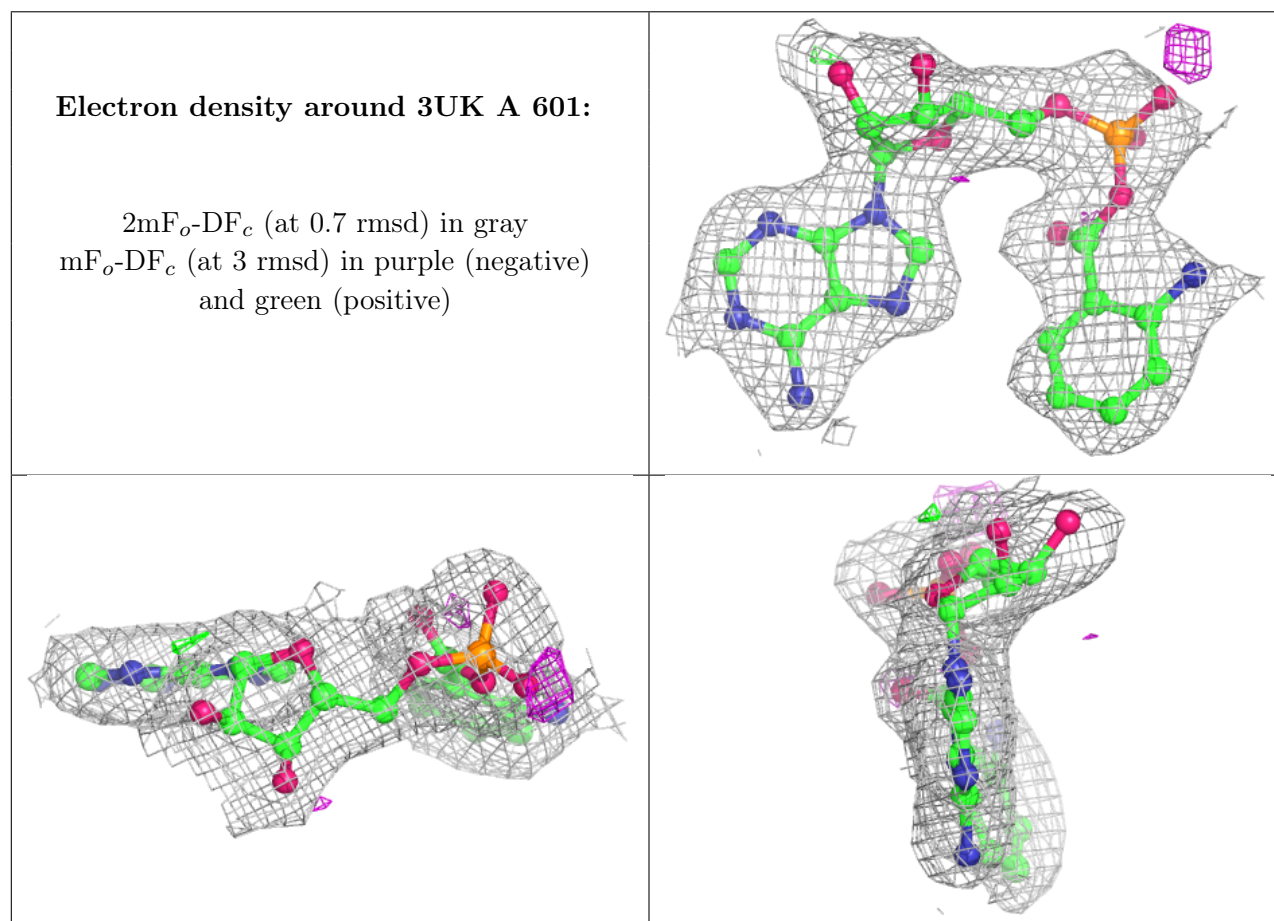 Electron density around 3UK A 601:
2mFₒ-DF𝒸 (at 0.7 rmsd) in gray
mFₒ-DF𝒸 (at 3 rmsd) in purple (negative)
and green (positive)